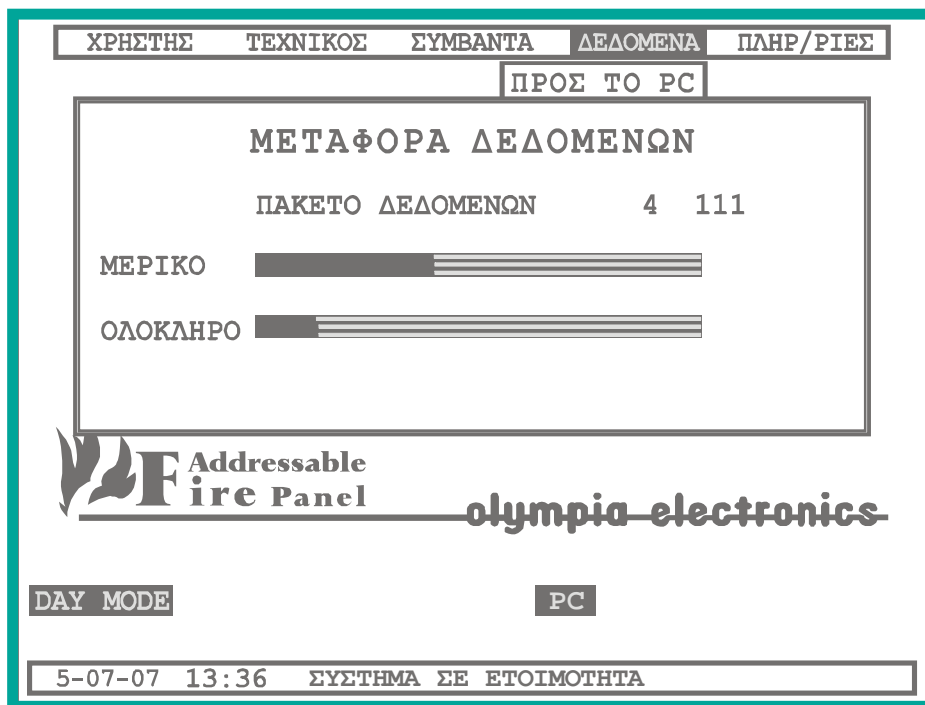 ΧΡΗΣΤΗΣ ΤΕΧΝΙΚΟΣ ΣΥΜΒΑΝΤΑ ΔΕΔΟΜΕΝΑ ΠΛΗΡ/ΡΙΕΣ
ΠΡΟΣ ΤΟ PC
ΜΕΤΑΦΟΡΑ ΔΕΔΟΜΕΝΩΝ
ΠΑΚΕΤΟ ΔΕΔΟΜΕΝΩΝ 4 111
ΜΕΡΙΚΟ
ΟΛΟΚΛΗΡΟ
Addressable
Fire Panel
olympia electronics
DAY MODE PC
5-07-07 13:36 ΣΥΣΤΗΜΑ ΣΕ ΕΤΟΙΜΟΤΗΤΑ